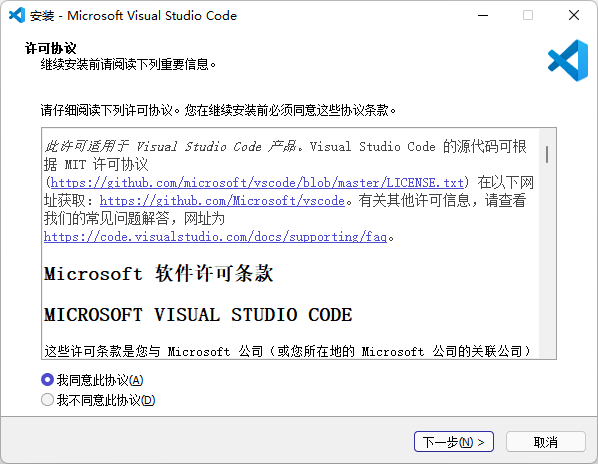 安装 - Microsoft Visual Studio Code
许可协议
继续安装前请阅读下列重要信息。
请仔细阅读下列许可协议。您在继续安装前必须同意这些协议条款。
此许可适用于 Visual Studio Code 产品。Visual Studio Code 的源代码可根
据 MIT 许可协议
(https://github.com/microsoft/vscode/blob/master/LICENSE.txt) 在以下网
址获取：https://github.com/Microsoft/vscode。有关其他许可信息，请查看
我们的常见问题解答，网址为
https://code.visualstudio.com/docs/supporting/faq。
Microsoft 软件许可条款
MICROSOFT VISUAL STUDIO CODE
这些许可条款是您与 Microsoft 公司（或您所在地的 Microsoft 公司的关联公司）
我同意此协议(A)
我不同意此协议(D)
下一步(N) >
取消